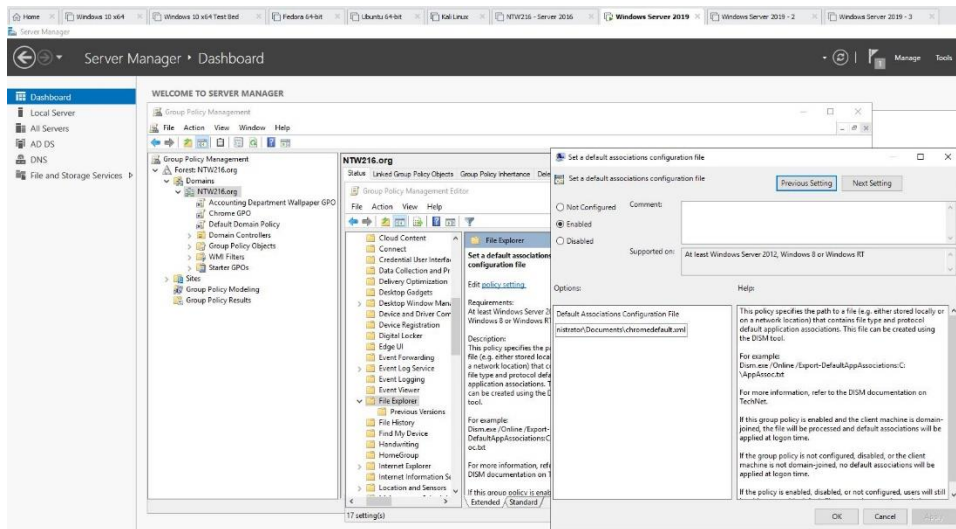 Home
Windows 10 x64
Windows 10 x64 Test Bed
Fedora 64-bit
Ubuntu 64-bit
Kali Linux
NTW216 - Server 2016
Windows Server 2019
Windows Server 2019 - 2
Windows Server 2019 - 3
Server Manager
Server Manager • Dashboard
1
Manage
Tools
Dashboard
Local Server
All Servers
AD DS
DNS
File and Storage Services
WELCOME TO SERVER MANAGER
Group Policy Management
File Action View Window Help
Group Policy Management
Forest: NTW216.org
Domains
NTW216.org
Accounting Department Wallpaper GPO
Chrome GPO
Default Domain Policy
Domain Controllers
Group Policy Objects
WMI Filters
Starter GPOs
Sites
Group Policy Modeling
Group Policy Results
NTW216.org
Status Linked Group Policy Objects Group Policy Inheritance Dele
Group Policy Management Editor
File Action View Help
Cloud Content
Connect
Credential User Interfa
Data Collection and Pr
Delivery Optimization
Desktop Gadgets
Desktop Window Mana
Device and Driver Com
Device Registration
Digital Locker
Edge UI
Event Forwarding
Event Log Service
Event Logging
Event Viewer
File Explorer
Previous Versions
File History
Find My Device
Handwriting
HomeGroup
Internet Explorer
Internet Information Se
Location and Sensors
17 setting(s)
File Explorer
Set a default associations
configuration file
Edit policy setting
Requirements:
At least Windows Server 2
Windows 8 or Windows R
Description:
This policy specifies the p
file (e.g. either stored loca
a network location) that c
file type and protocol defa
application associations. T
can be created using the D
tool.
For example:
Dism.exe /Online /Export-
DefaultAppAssociations:C
oc.txt
For more information, refe
DISM documentation on T
If this group policy is enab
Extended Standard
Set a default associations configuration file
Set a default associations configuration file
Previous Setting
Next Setting
Not Configured
Comment:
Enabled
Disabled
Supported on:
At least Windows Server 2012, Windows 8 or Windows RT
Options:
Help:
Default Associations Configuration File
nistrator\Documents\chromedefault.xml
This policy specifies the path to a file (e.g. either stored locally or
on a network location) that contains file type and protocol
default application associations. This file can be created using
the DISM tool.
For example:
Dism.exe /Online /Export-DefaultAppAssociations:C:
\AppAssoc.txt
For more information, refer to the DISM documentation on
TechNet.
If this group policy is enabled and the client machine is domain-
joined, the file will be processed and default associations will be
applied at logon time.
If the group policy is not configured, disabled, or the client
machine is not domain-joined, no default associations will be
applied at logon time.
If the policy is enabled, disabled, or not configured, users will still
OK
Cancel
Apply